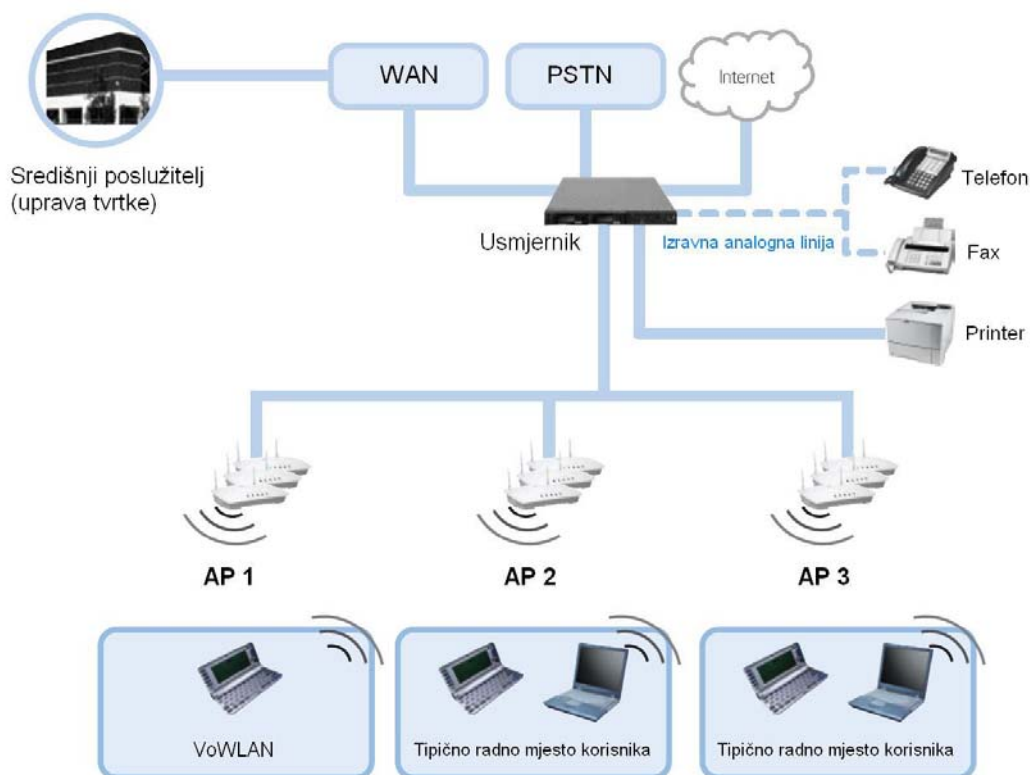 WAN
PSTN
Internet
Središnji poslužitelj
(uprava tvrtke)
Usmjernik
Izravna analogna linija
Telefon
Fax
Printer
AP 1
AP 2
AP 3
VoWLAN
Tipično radno mjesto korisnika
Tipično radno mjesto korisnika